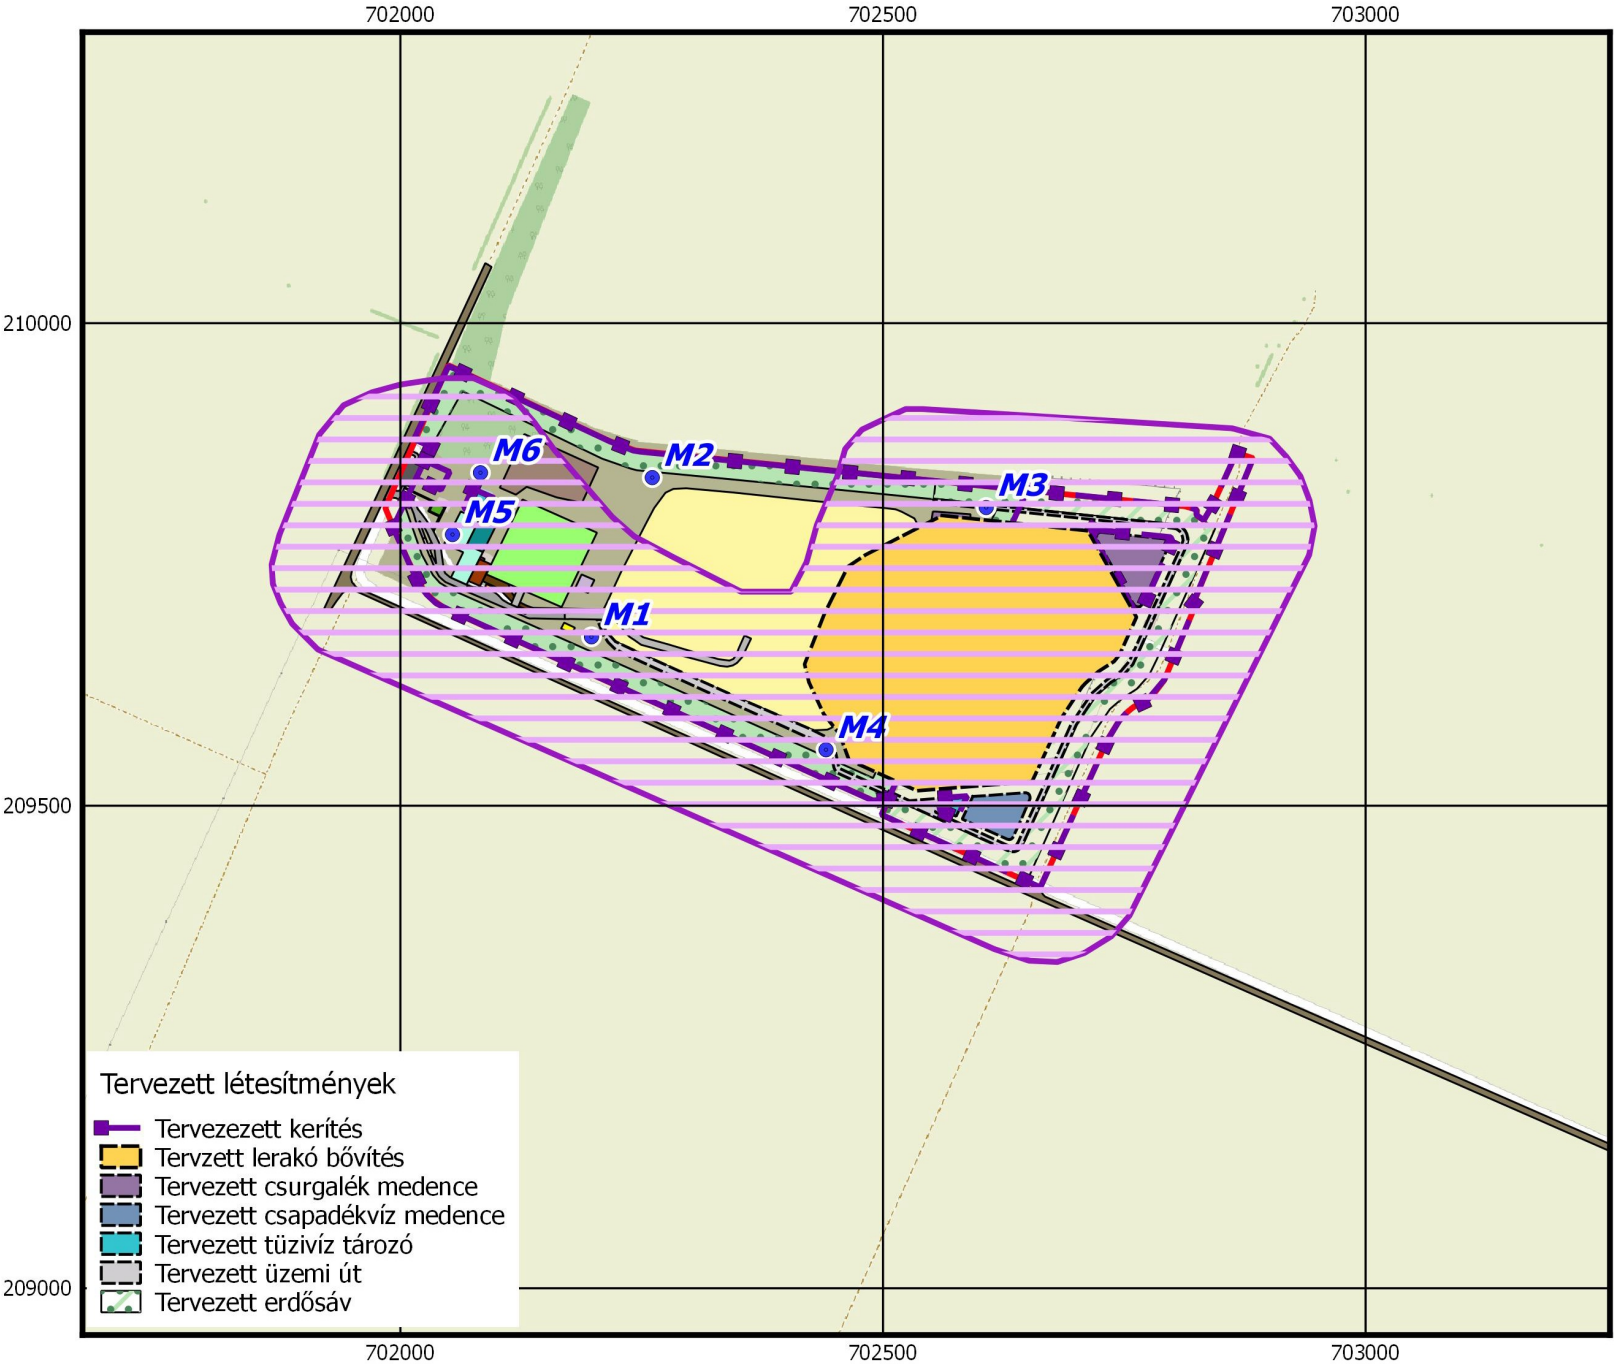 702000 702500 703000
210000
M6
M2
M3
M5
M1
M4
209500
Tervezett létesítmények
Tervezezett kerítés
Tervzett lerakó bővítés
Tervezett csurgalék medence
Tervezett csapadékvíz medence
Tervezett tüzivíz tározó
Tervezett üzemi út
209000
Tervezett erdősáv
702000 702500 703000